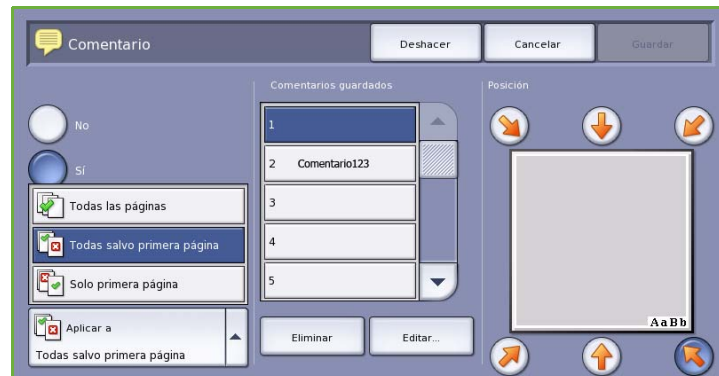 Comentario
Deshacer
Cancelar
Guardar
Comentarios guardados
Posición
No
Sí
Todas las páginas
Todas salvo primera página
Solo primera página
Aplicar a
Todas salvo primera página
1
2 Comentario123
3
4
5
Eliminar
Editar...
AaBb